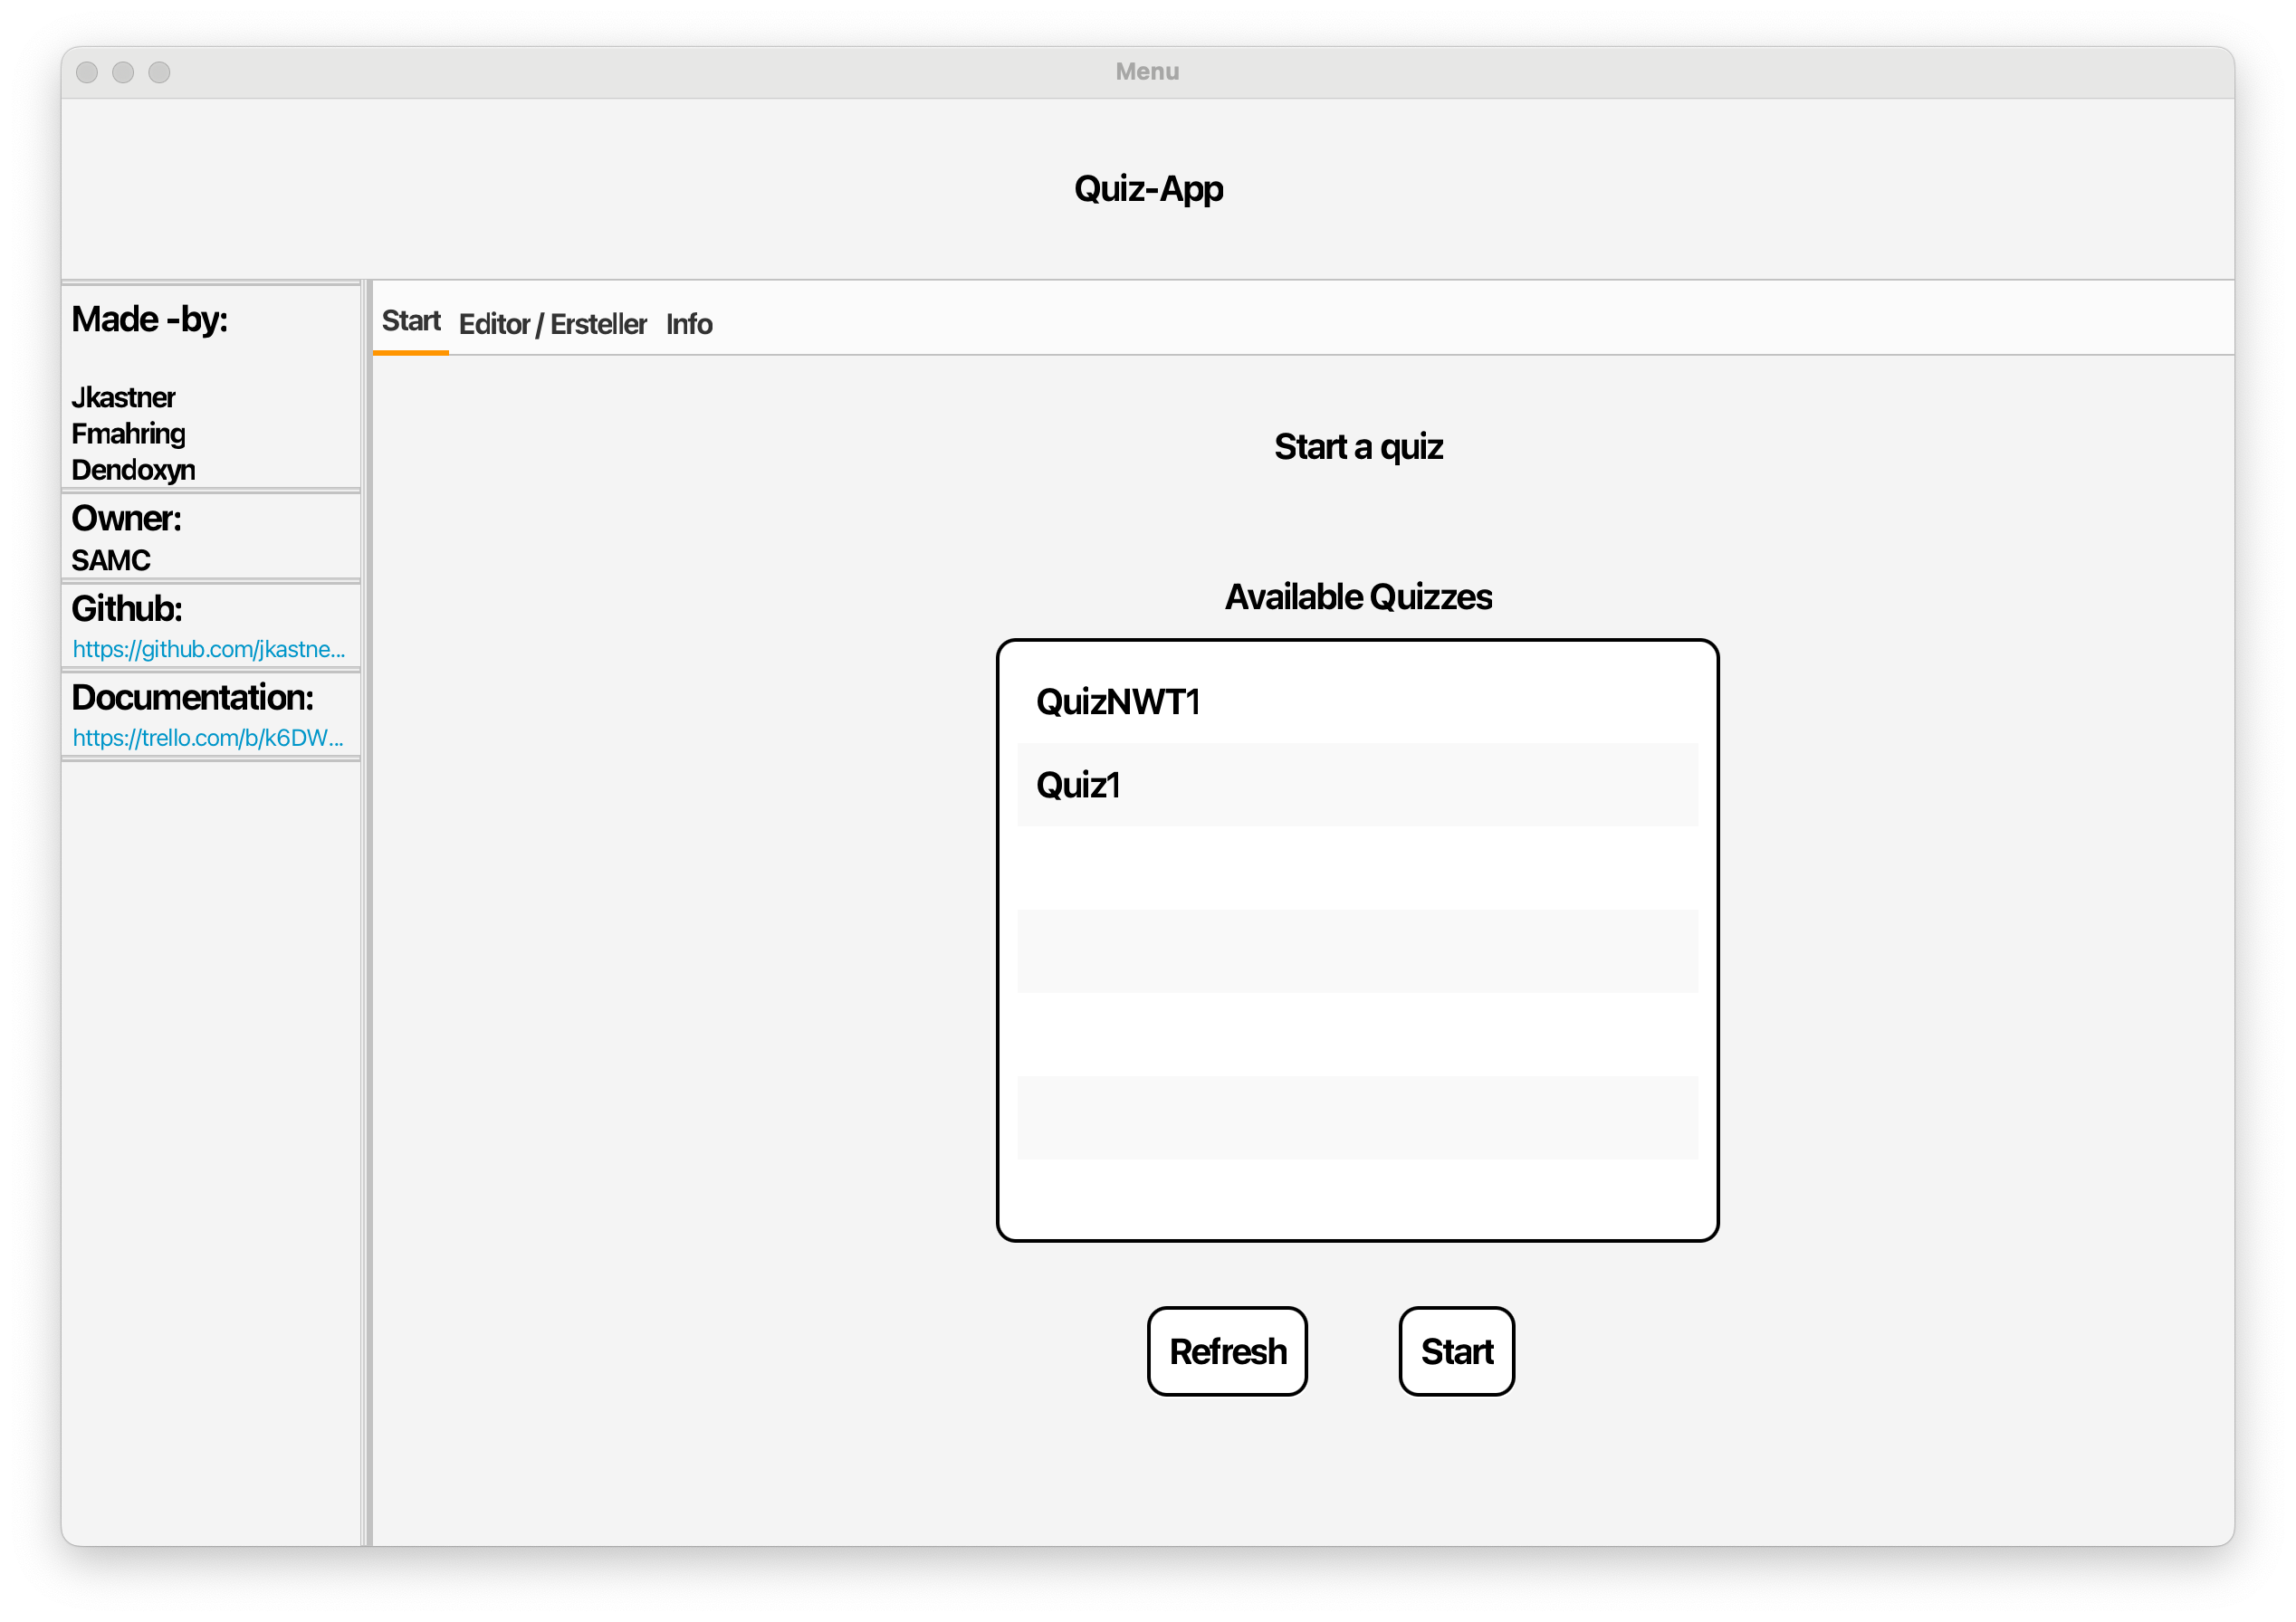 Menu
Quiz-App
Made -by:
Jkastner
Fmahring
Dendoxyn
Owner:
SAMC
Github:
https://github.com/jkastne...
Documentation:
https://trello.com/b/k6DW...
Start Editor / Ersteller Info
Start a quiz
Available Quizzes
QuizNWT1
Quiz1
Refresh Start